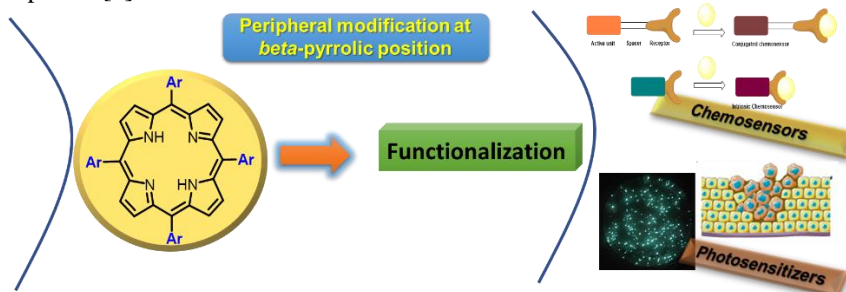 Peripheral modification at
beta-pyrrolic position
Active unit Spacer Receptor
Conjugated chemosensor
Intrinsic Chemosensor
Chemosensors
Ar
NH
N
Ar
Ar
N
HN
Ar
Functionalization
Photosensitizers